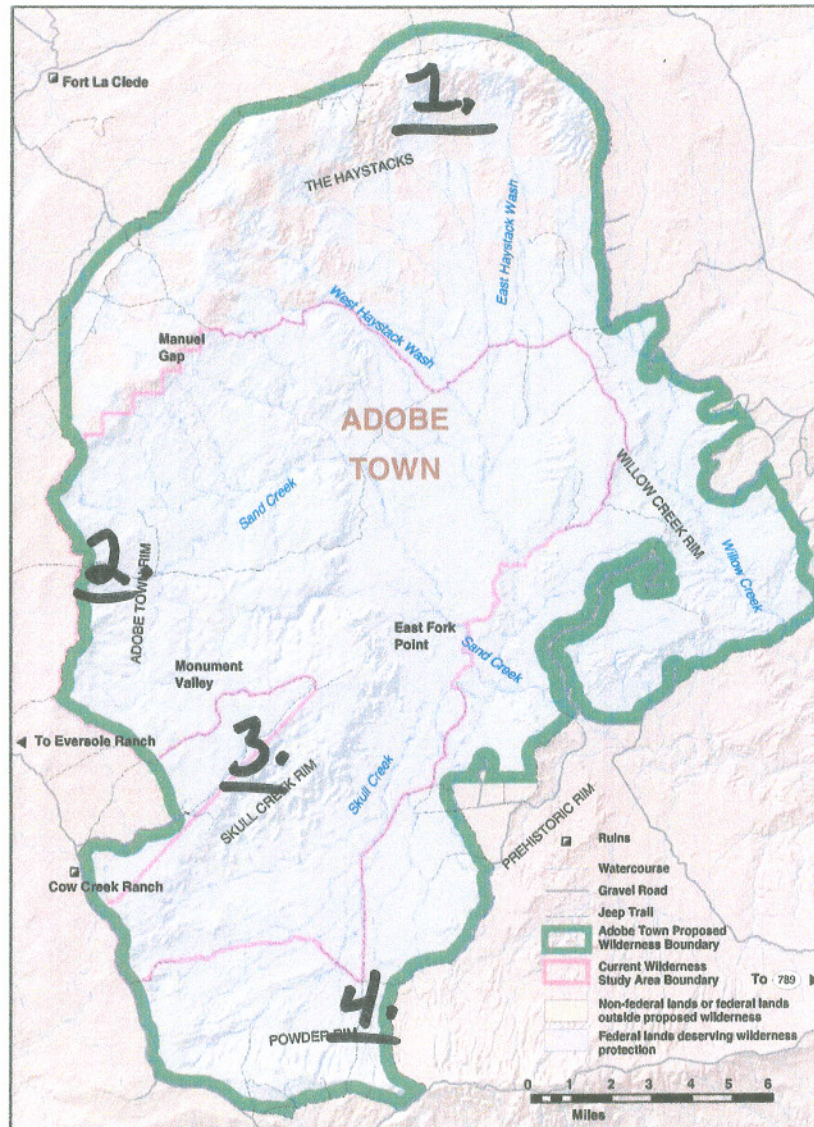 Fort La Clede
1.
THE HAYSTACKS
East Haystack Wash
West Haystack Wash
Manuel
Gap
ADOBE
TOWN
WILLOW CREEK RIM
Sand Creek
Willow Creek
2.
ADOBE TOWN RIM
East Fork
Point
Sand Creek
Monument
Valley
To Eversole Ranch
3.
SKULL CREEK RIM
Skull Creek
PREHISTORIC RIM
Cow Creek Ranch
Ruins
Watercourse
Gravel Road
Jeep Trail
Adobe Town Proposed
Wilderness Boundary
Current Wilderness
Study Area Boundary
To 789
Non-federal lands or federal lands
outside proposed wilderness
Federal lands deserving wilderness
protection
4.
POWDER RIM
0 1 2 3 4 5 6
Miles